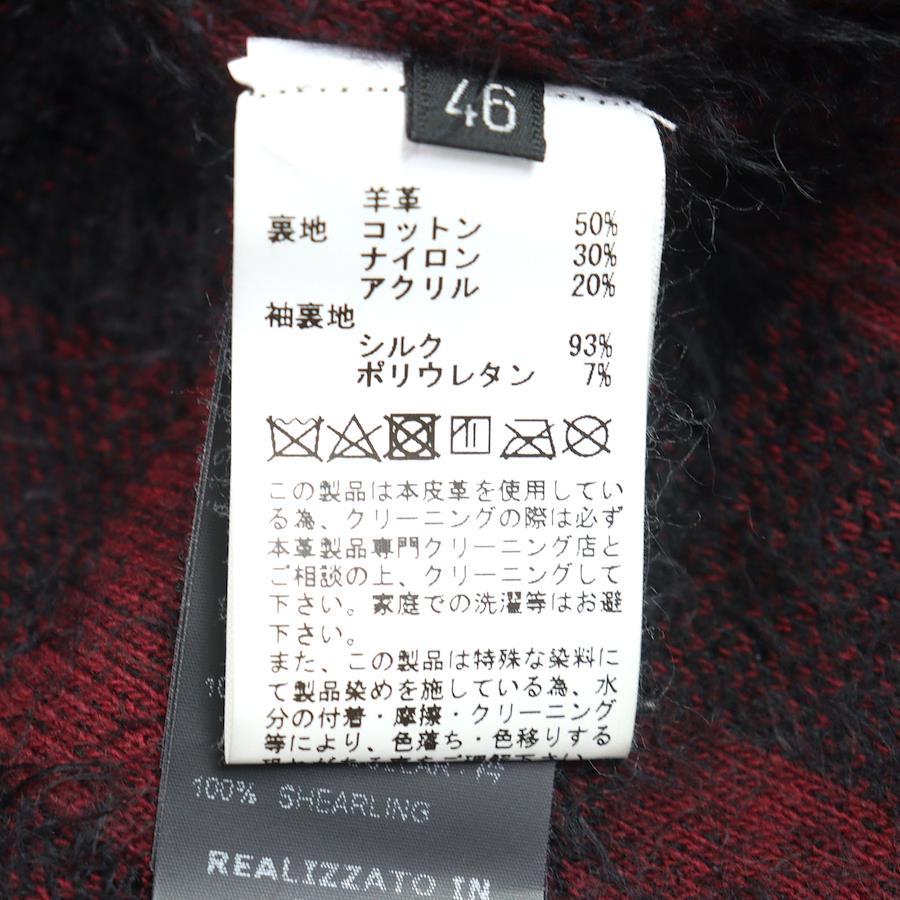 46
羊革
裏地 コットン 50%
ナイロン 30%
アクリル 20%
袖裏地
シルク 93%
ポリウレタン 7%
この製品は本皮革を使用してい
る為、クリーニングの際は必ず
本革製品専門クリーニング店と
ご相談の上、クリーニングして
下さい。家庭での洗濯等はお避
下さい。
また、この製品は特殊な染料に
て製品染めを施している為、水
分の付着・摩擦・クリーニング
等により、色落ち・色移りする
100% SHEARLING
REALIZZATO IN